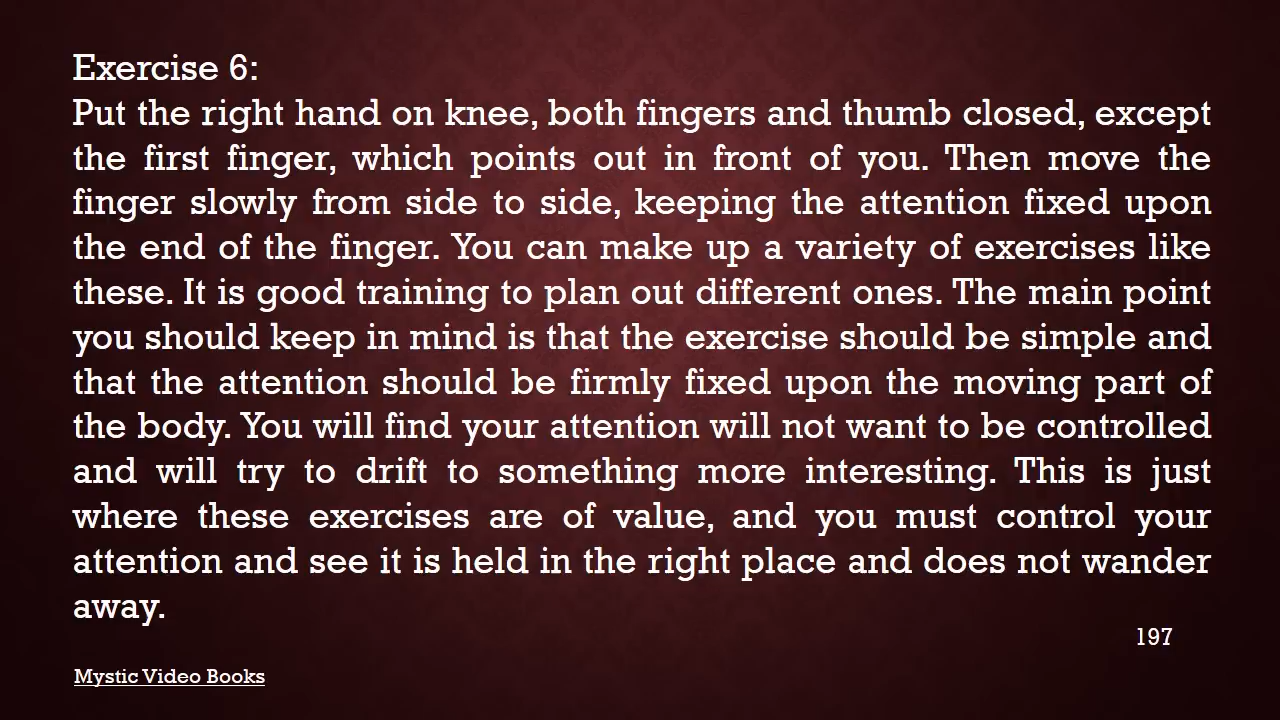 Exercise 6:
Put the right hand on knee, both fingers and thumb closed, except
the first finger, which points out in front of you. Then move the
finger slowly from side to side, keeping the attention fixed upon
the end of the finger. You can make up a variety of exercises like
these. It is good training to plan out different ones. The main point
you should keep in mind is that the exercise should be simple and
that the attention should be firmly fixed upon the moving part of
the body. You will find your attention will not want to be controlled
and will try to drift to something more interesting. This is just
where these exercises are of value, and you must control your
attention and see it is held in the right place and does not wander
away.
197
Mystic Video Books